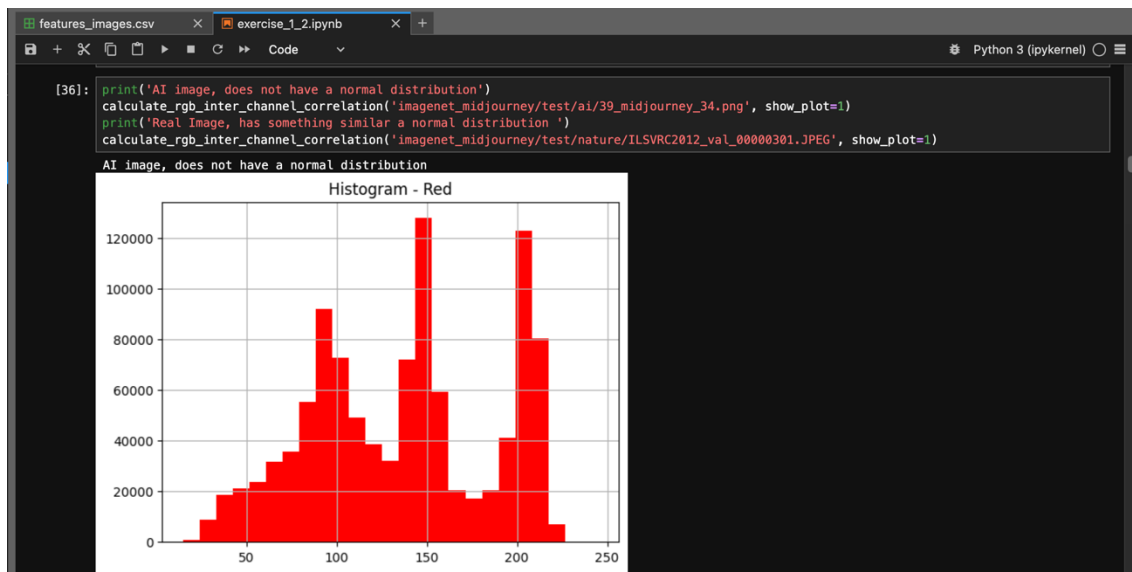 features_images.csv
exercise_1_2.ipynb
Code
Python 3 (ipykernel)
[36]: print('AI image, does not have a normal distribution')
calculate_rgb_inter_channel_correlation('imagenet_midjourney/test/ai/39_midjourney_34.png', show_plot=1)
print('Real Image, has something similar a normal distribution ')
calculate_rgb_inter_channel_correlation('imagenet_midjourney/test/nature/ILSVRC2012_val_00000301.JPEG', show_plot=1)
AI image, does not have a normal distribution
Histogram - Red
120000
100000
80000
60000
40000
20000
0
50 100 150 200 250